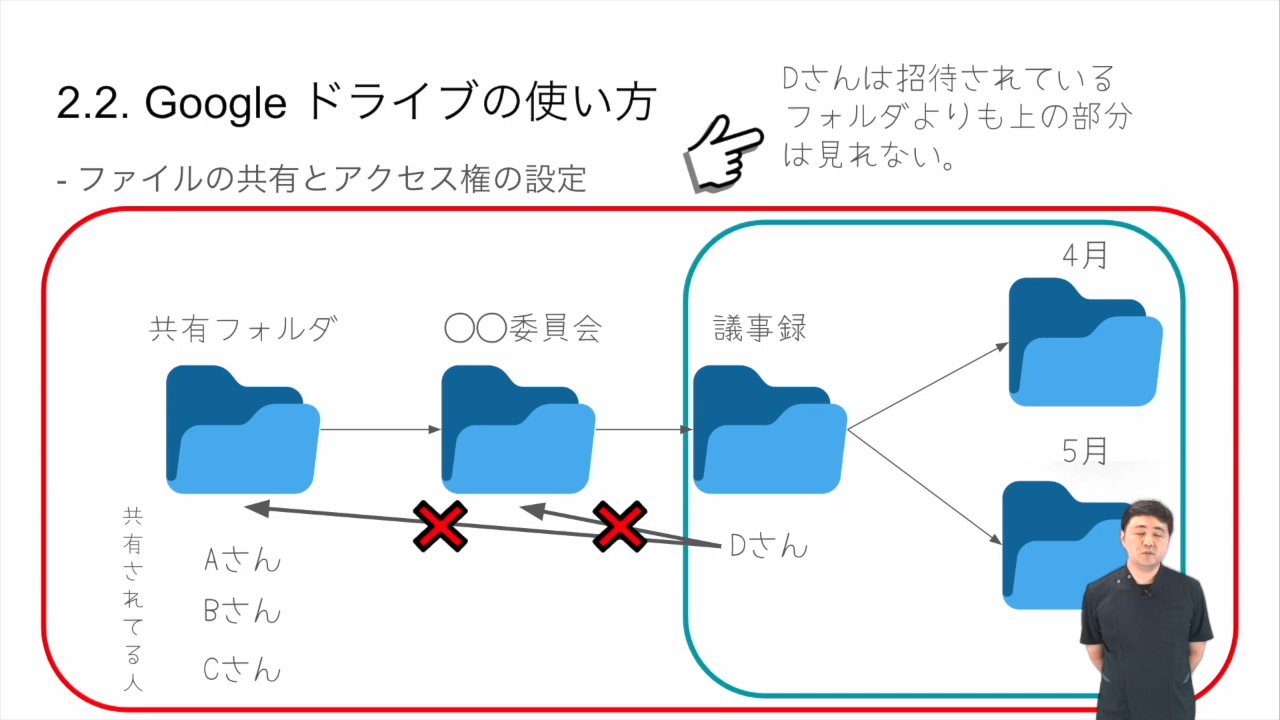 2.2. Google ドライブの使い方
- ファイルの共有とアクセス権の設定
Dさんは招待されている
フォルダよりも上の部分
は見れない。
共有フォルダ
〇〇委員会
議事録
4月
5月
共有されてる人
Aさん
Bさん
Cさん
Dさん